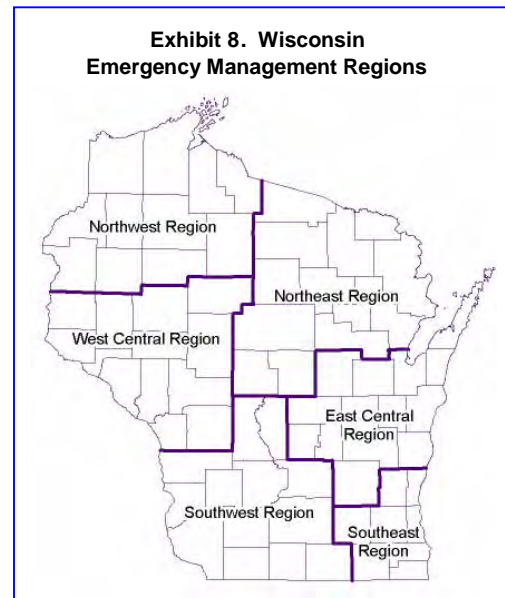 Exhibit 8. Wisconsin
Emergency Management Regions
Northwest Region
Northeast Region
West Central Region
East Central
Region
Southwest Region
Southeast
Region